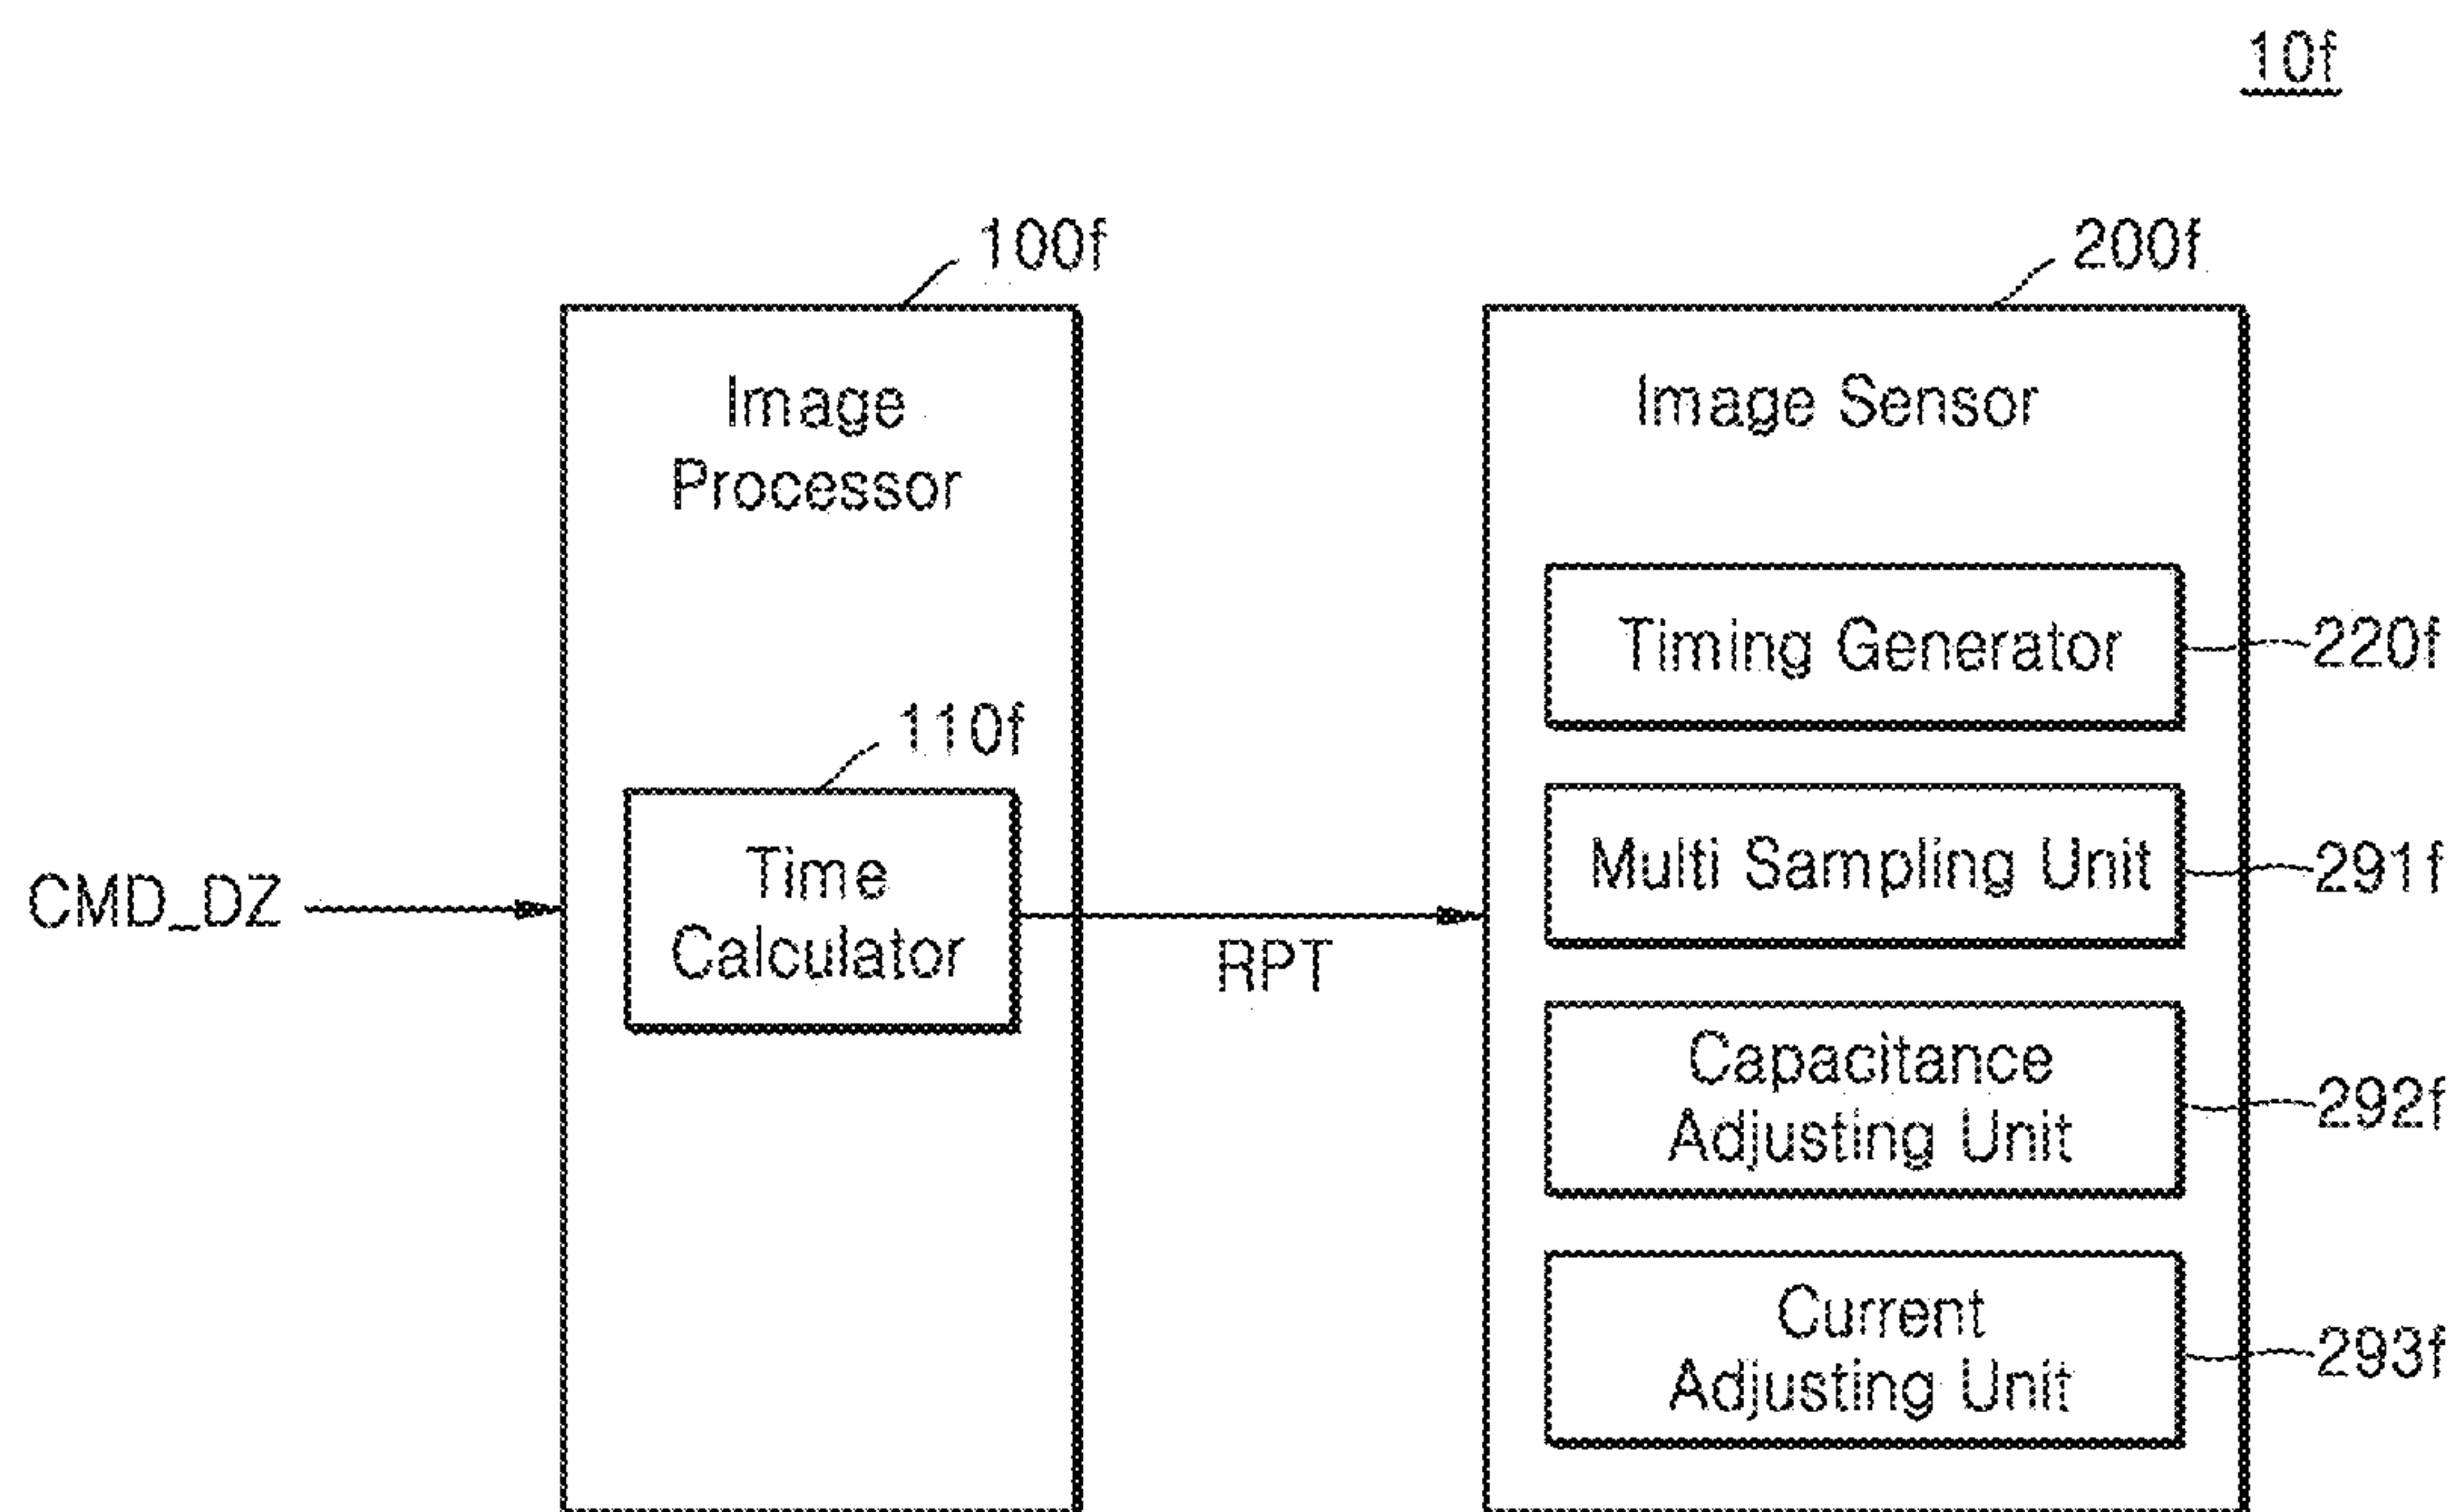 10f
100f
200f
Image
Processor
Image Sensor
Timing Generator
220f
110f
Time
Calculator
Multi Sampling Unit
291f
CMD_DZ
RPT
Capacitance
Adjusting Unit
292f
Current
Adjusting Unit
293f